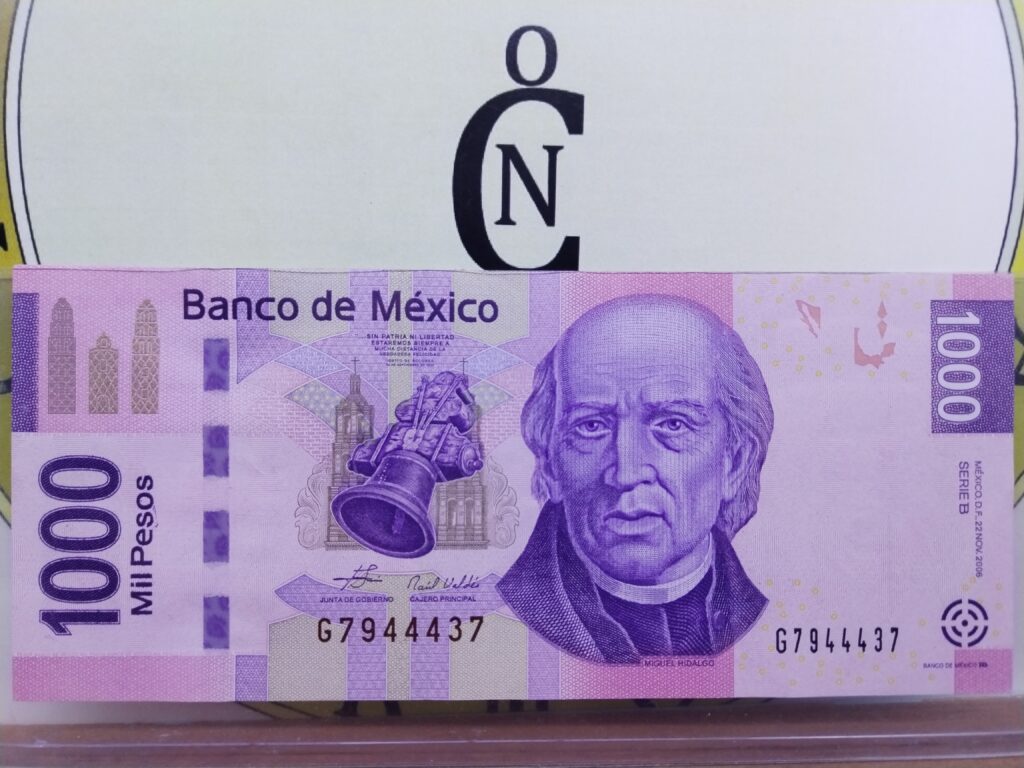 O
C
N
Banco de México
SIN PATRIA NI LIBERTAD
ESTAREMOS SIEMPRE A
MUCHA DISTANCIA DE LA
VERDADERA FELICIDAD
1000
1000
Mil Pesos
MÉXICO, D.F., 22 NOV. 2006
SERIE B
JUNTA DE GOBIERNO CAJERO PRINCIPAL
G7944437
G7944437
MIGUEL HIDALGO
BANCO DE MÉXICO